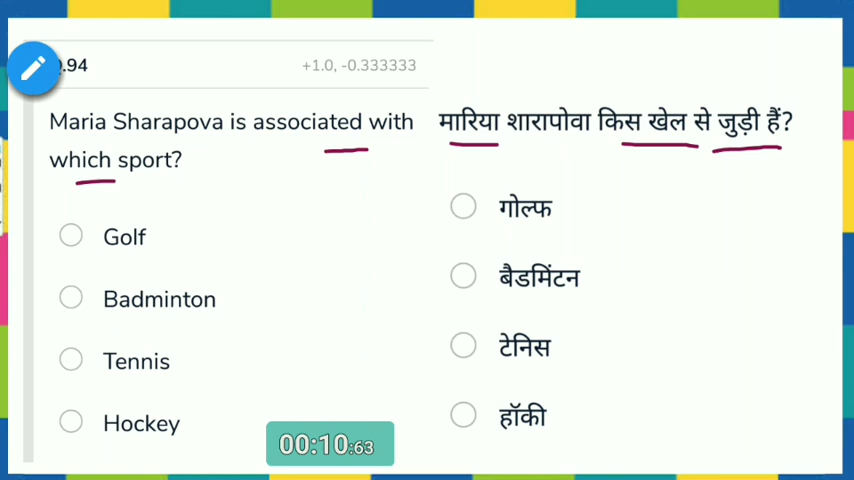 .94
+1.0, -0.333333
Maria Sharapova is associated with
which sport?
Golf
Badminton
Tennis
Hockey
मारिया शारापोवा किस खेल से जुड़ी हैं?
गोल्फ
बैडमिंटन
टेनिस
हॉकी
00:10:63